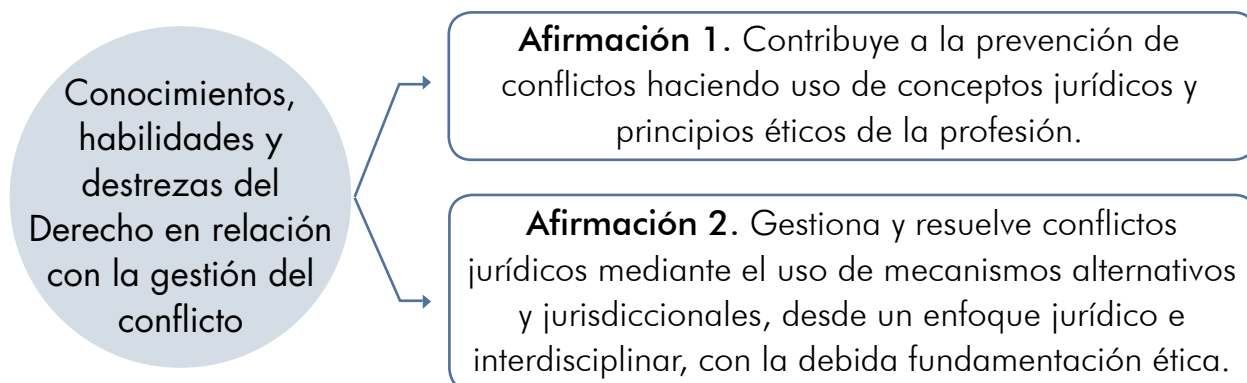 Conocimientos,
habilidades y
destrezas del
Derecho en relación
con la gestión del
conflicto
Afirmación 1. Contribuye a la prevención de
conflictos haciendo uso de conceptos jurídicos y
principios éticos de la profesión.
Afirmación 2. Gestiona y resuelve conflictos
jurídicos mediante el uso de mecanismos alternativos
y jurisdiccionales, desde un enfoque jurídico e
interdisciplinar, con la debida fundamentación ética.